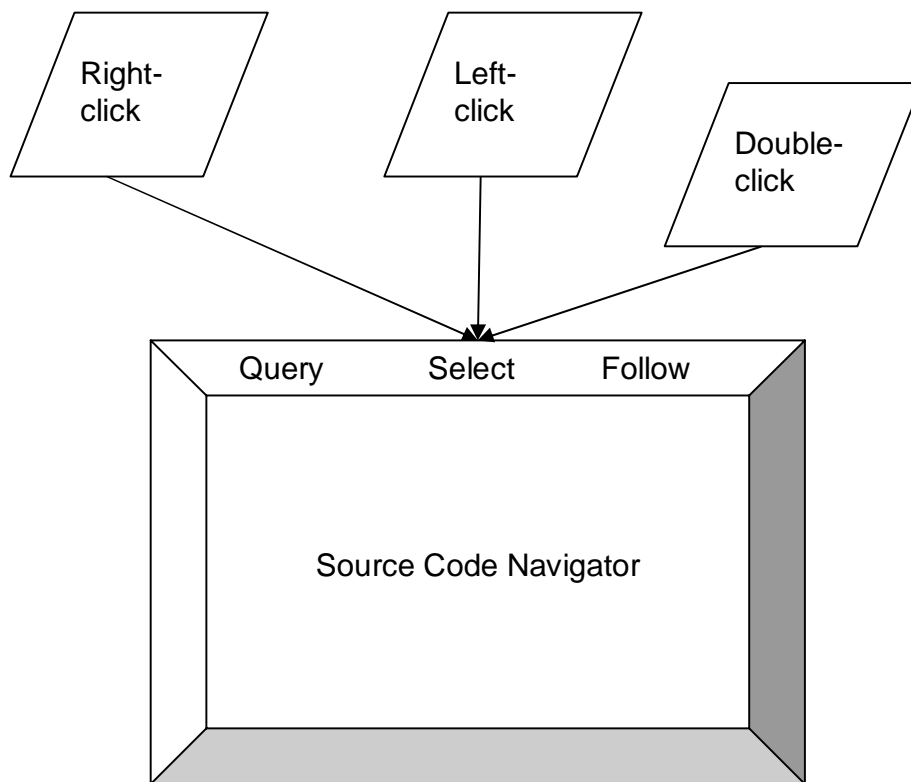 Right-
click
Left-
click
Double-
click
Query Select Follow
Source Code Navigator